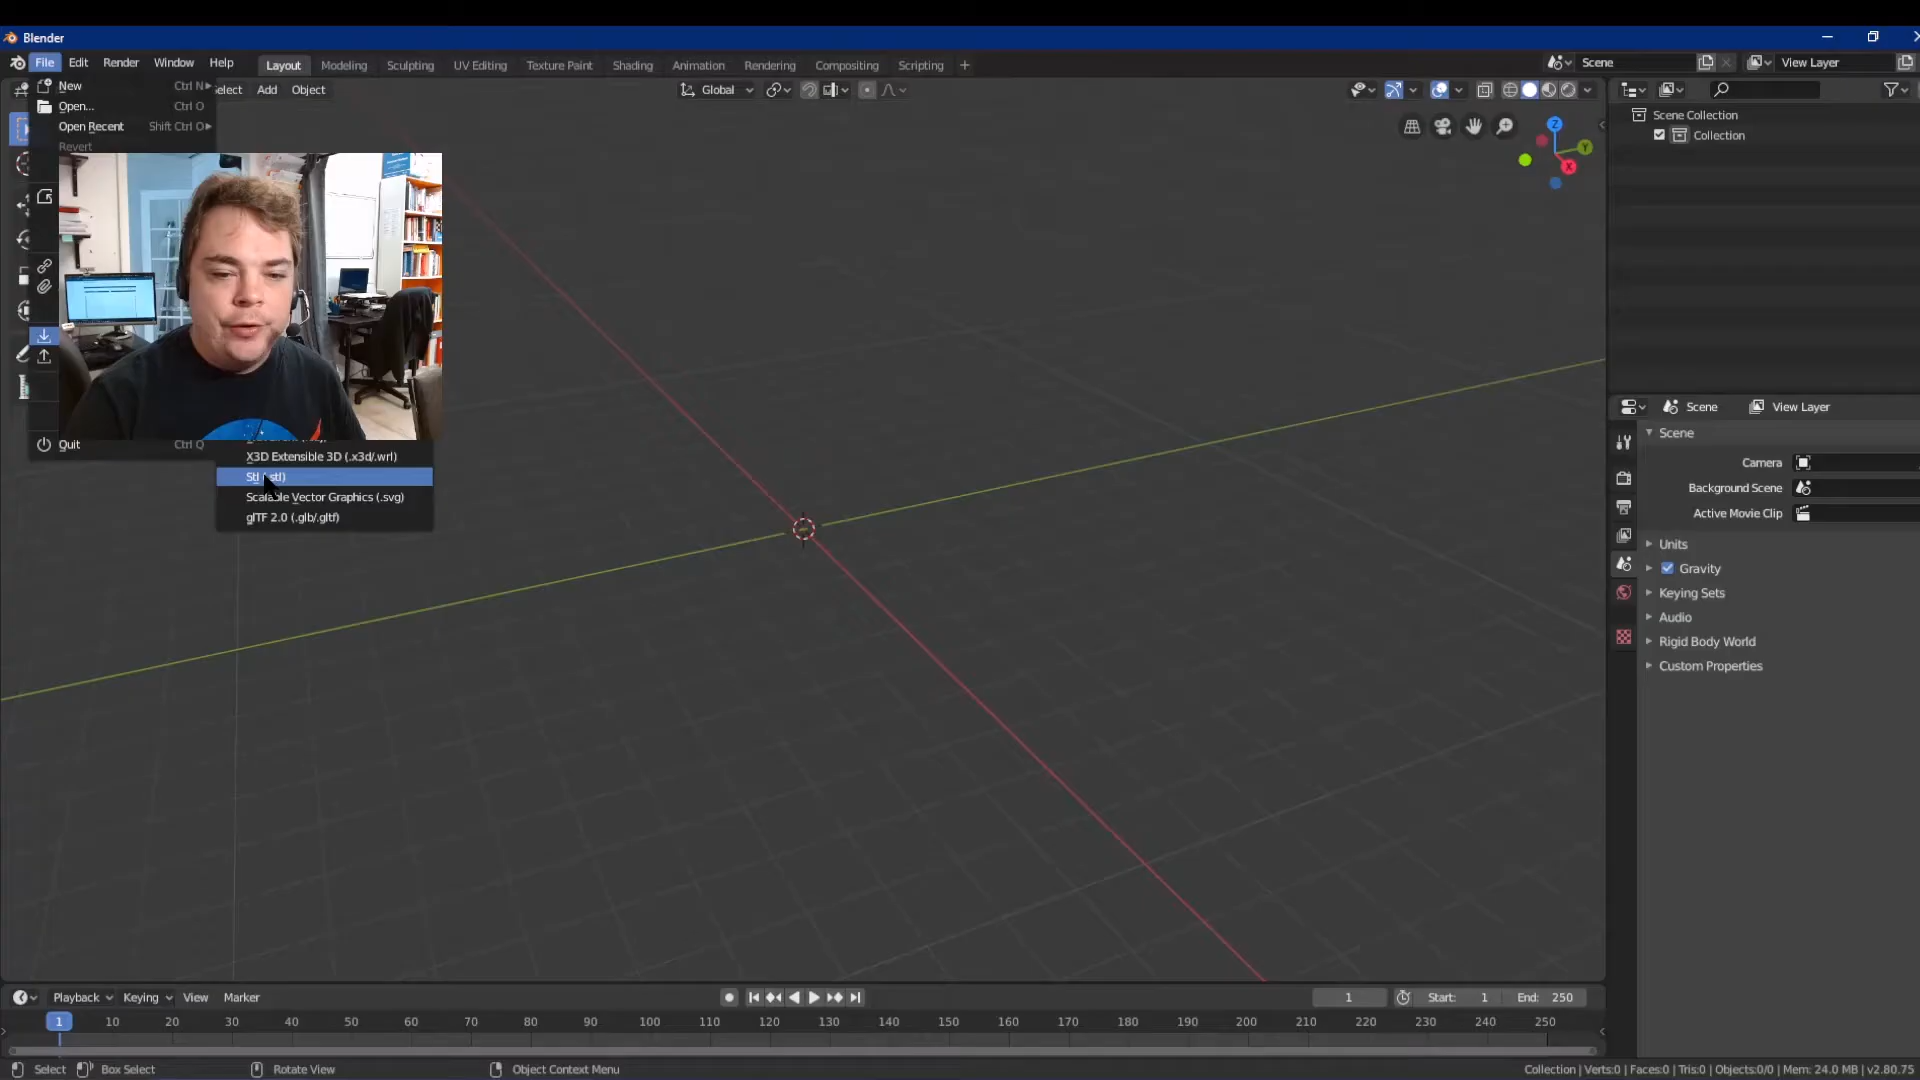 Blender
File Edit Render Window Help Layout Modeling Sculpting UV Editing Texture Paint Shading Animation Rendering Compositing Scripting + Scene View Layer
New Ctrl N
elect Add Object Global
Open... Ctrl O
Open Recent Shift Ctrl O
Revert
Scene Collection
Collection
Z
Y
X
Quit Ctrl Q
X3D Extensible 3D (.x3d/.wrl)
Stl stl)
Scalable Vector Graphics (.svg)
glTF 2.0 (.glb/.gltf)
Scene View Layer
Scene
Camera
Background Scene
Active Movie Clip
Units
Gravity
Keying Sets
Audio
Rigid Body World
Custom Properties
Playback Keying View Marker 1 Start: 1 End: 250
1 10 20 30 40 50 60 70 80 90 100 110 120 130 140 150 160 170 180 190 200 210 220 230 240 250
Select Box Select Rotate View Object Context Menu Collection | Verts:0 | Faces:0 | Tris:0 | Objects:0/0 | Mem: 24.0 MB | v2.80.75